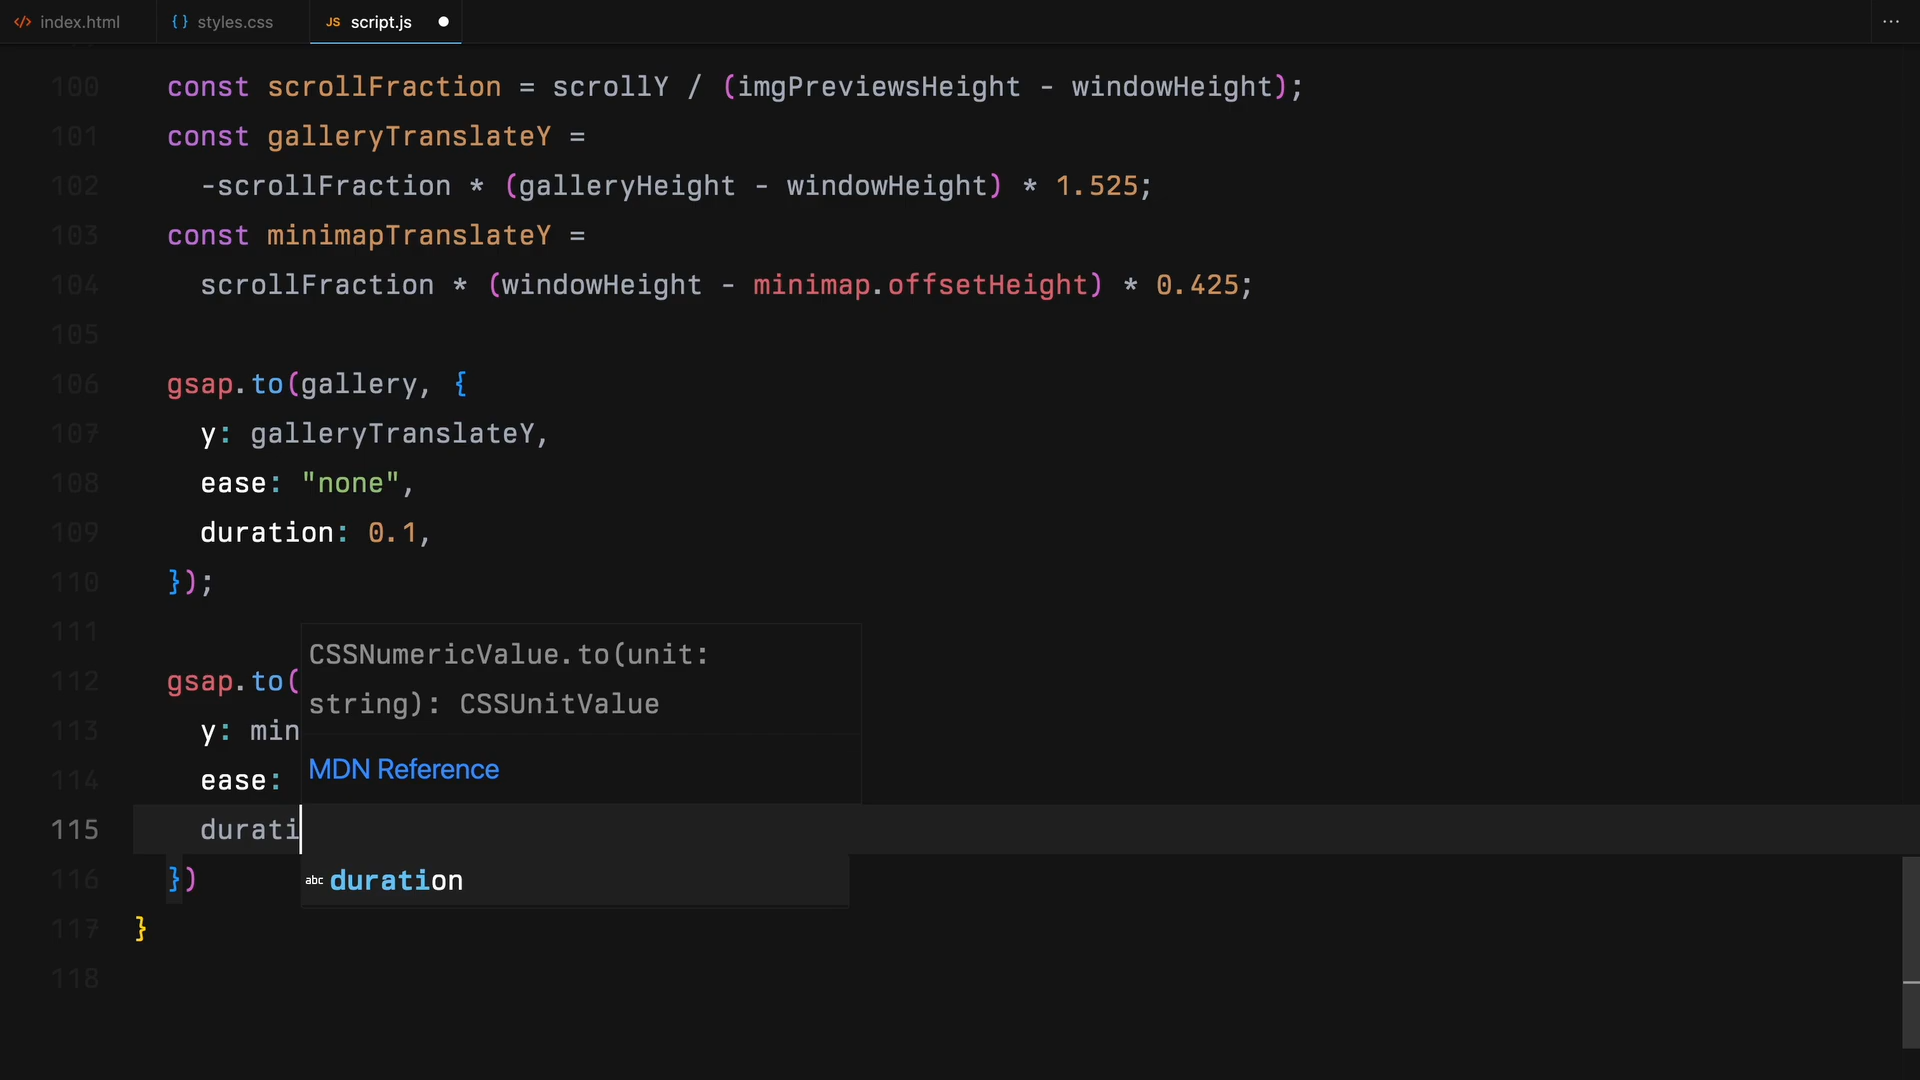 index.html
{ } styles.css
JS script.js
...
100 const scrollFraction = scrollY / (imgPreviewsHeight - windowHeight);
101 const galleryTranslateY =
102 -scrollFraction * (galleryHeight - windowHeight) * 1.525;
103 const minimapTranslateY =
104 scrollFraction * (windowHeight - minimap.offsetHeight) * 0.425;
105
106 gsap.to(gallery, {
107 y: galleryTranslateY,
108 ease: "none",
109 duration: 0.1,
110 });
111
CSSNumericValue.to(unit:
string): CSSUnitValue
MDN Reference
112 gsap.to(
113 y: min
114 ease:
115 durati
abc duration
116 })
117 }
118